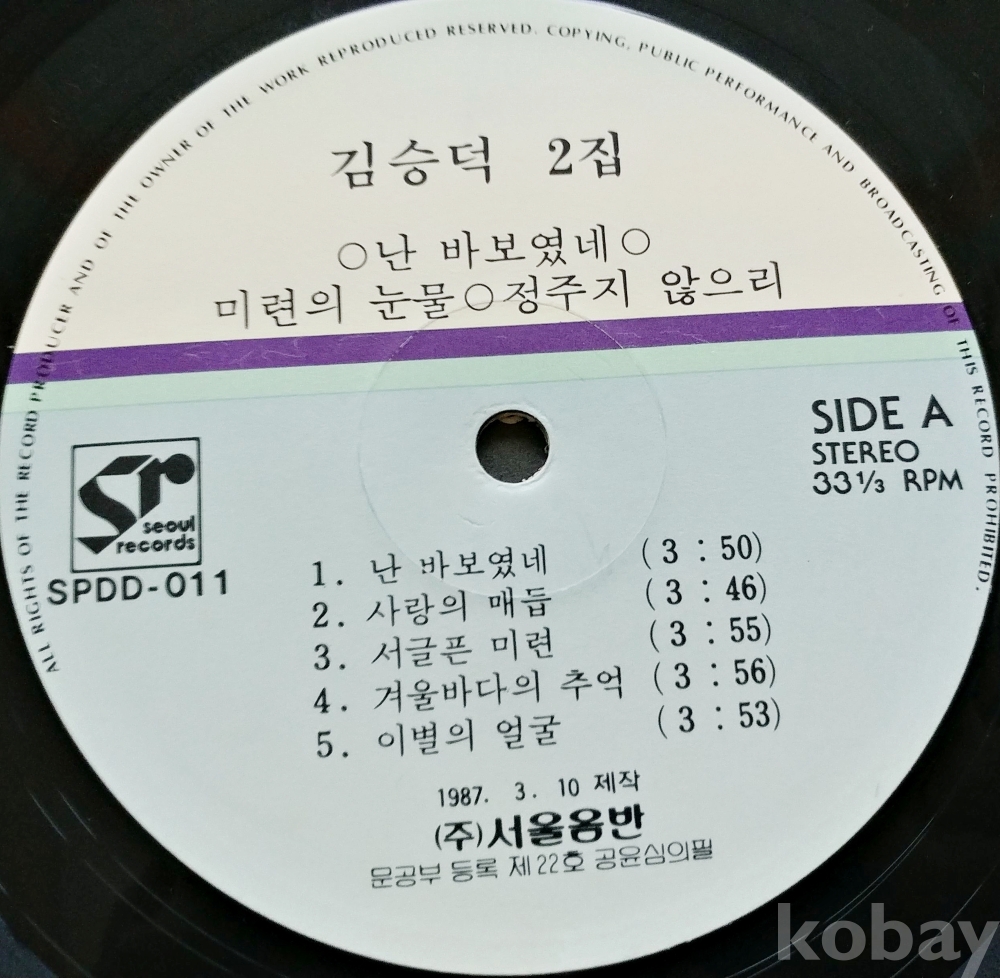 ALL RIGHTS OF THE RECORD PRODUCER AND OF THE OWNER OF THE WORK REPRODUCED RESERVED. COPYING, PUBLIC PERFORMANCE AND BROADCASTING OF THIS RECORD PROHIBITED.
김승덕 2집
○난 바보였네○
미련의 눈물○정주지 않으리
SIDE A
STEREO
33⅓ RPM
Sr
seoul
records
SPDD-011
1. 난 바보였네 (3 : 50)
2. 사랑의 매듭 (3 : 46)
3. 서글픈 미련 (3 : 55)
4. 겨울바다의 추억 (3 : 56)
5. 이별의 얼굴 (3 : 53)
1987. 3. 10 제작
(주)서울음반
문공부 등록 제22호 공윤심의필
kobay